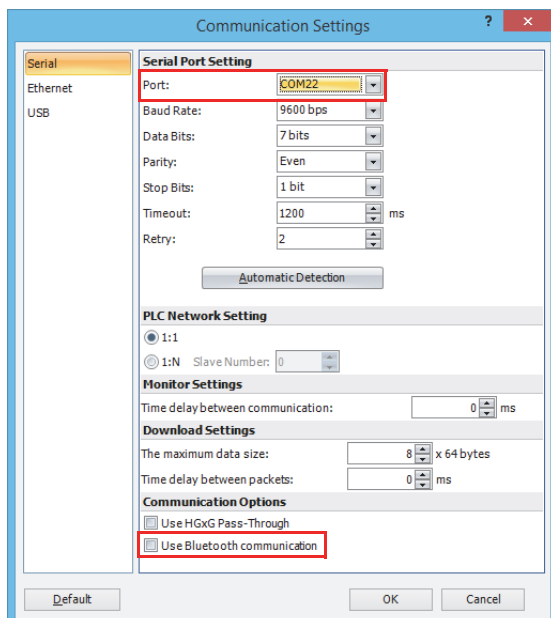 Communication Settings ? ×
Serial
Ethernet
USB
Serial Port Setting
Port: COM22
Baud Rate: 9600 bps
Data Bits: 7 bits
Parity: Even
Stop Bits: 1 bit
Timeout: 1200 ms
Retry: 2
Automatic Detection
PLC Network Setting
1:1
1:N Slave Number: 0
Monitor Settings
Time delay between communication: 0 ms
Download Settings
The maximum data size: 8 x 64 bytes
Time delay between packets: 0 ms
Communication Options
Use HGxG Pass-Through
Use Bluetooth communication
Default OK Cancel